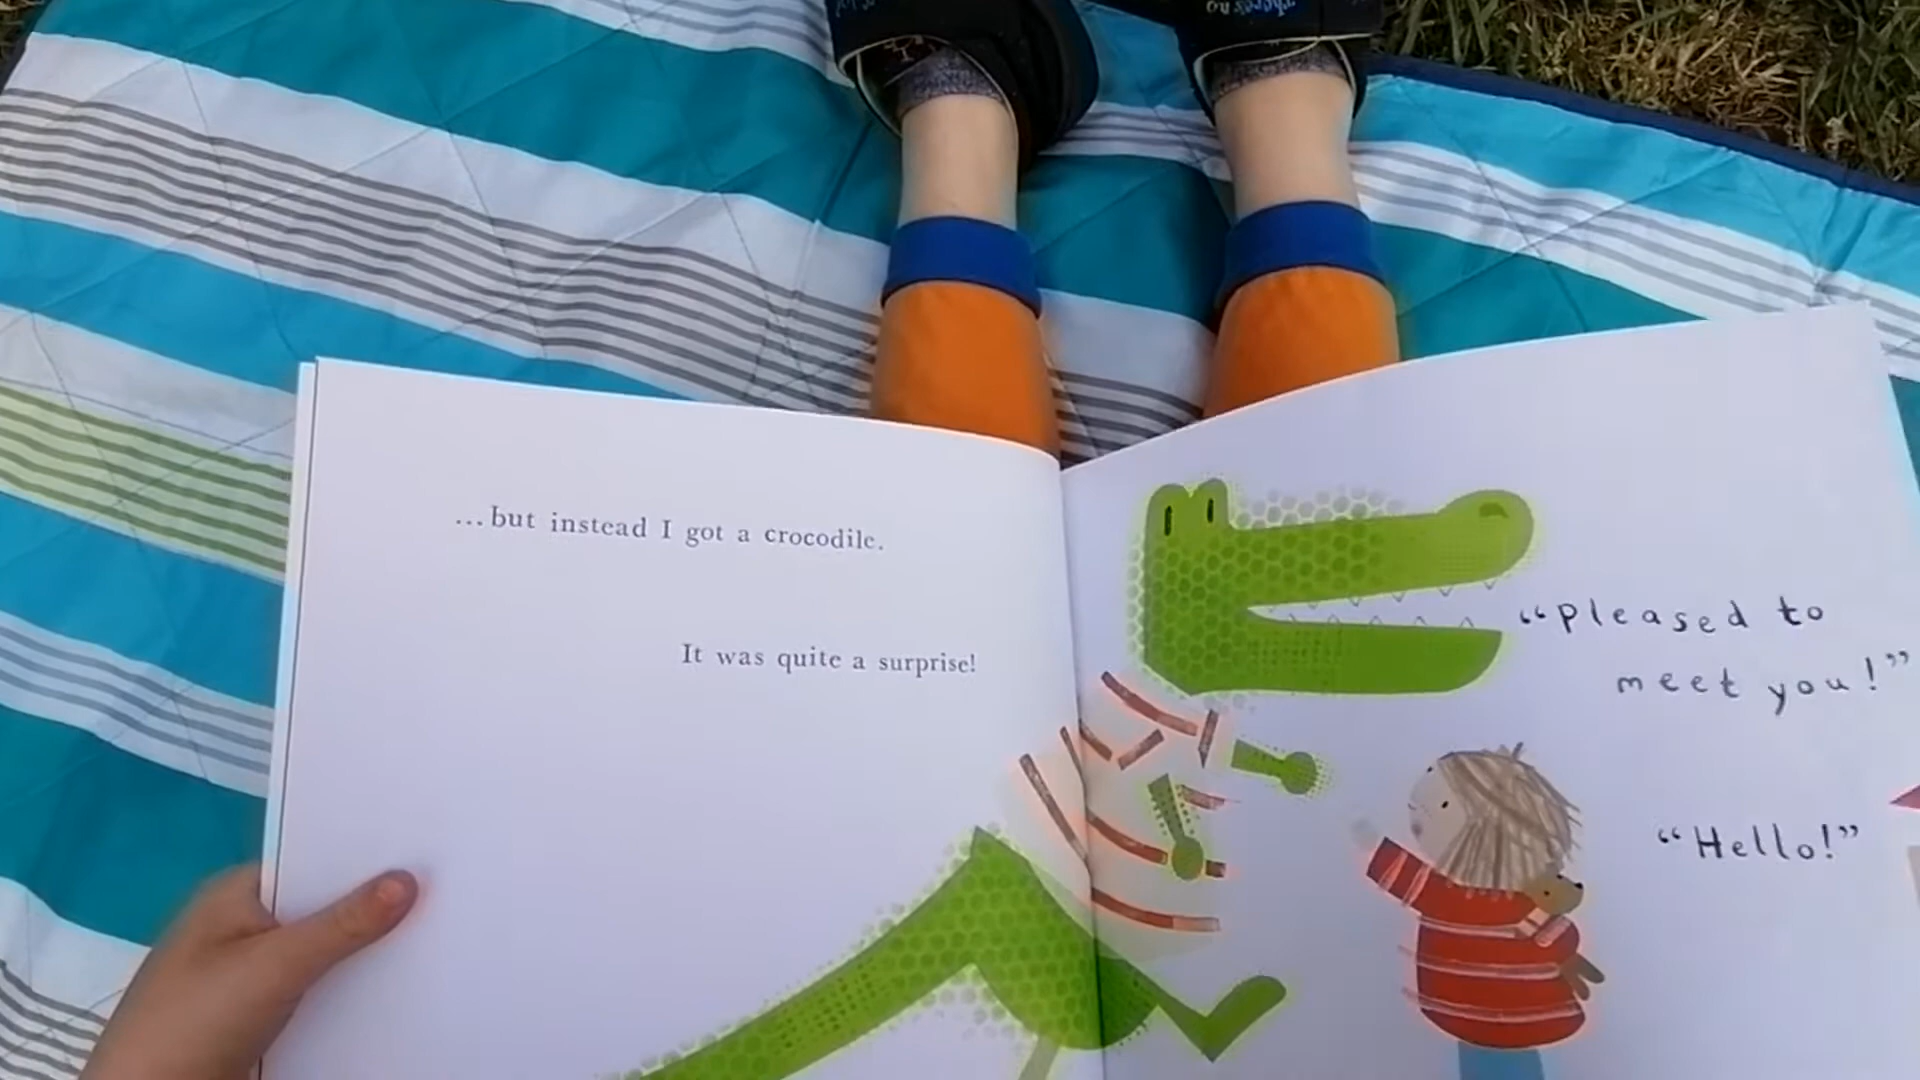 ...but instead I got a crocodile.
It was quite a surprise!
“pleased to
meet you!”
“Hello!”